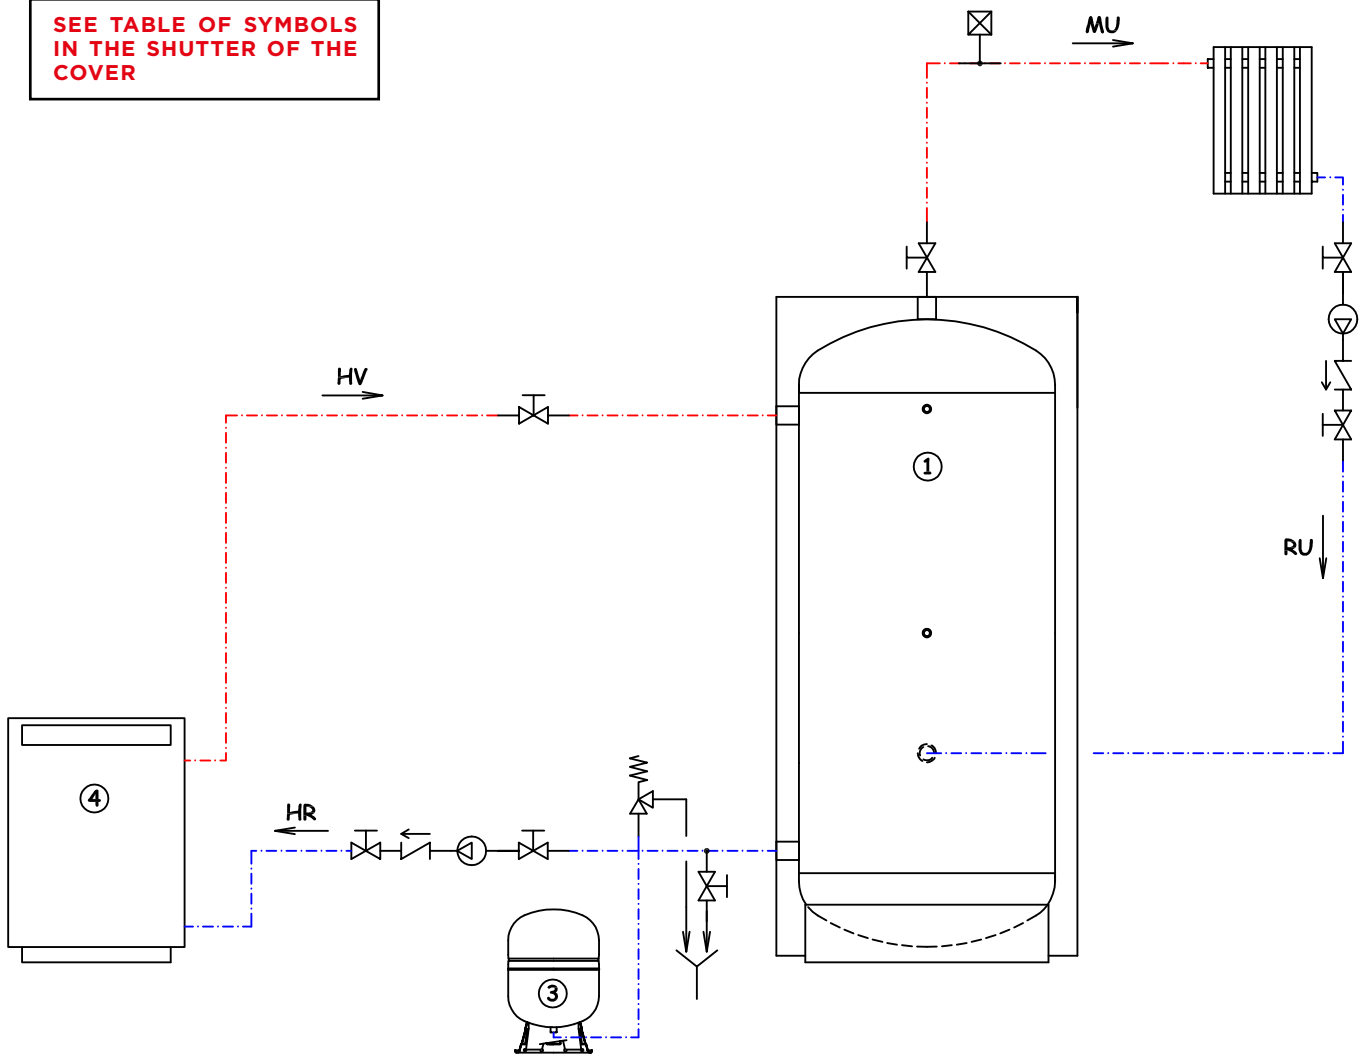 SEE TABLE OF SYMBOLS
IN THE SHUTTER OF THE
COVER
MU
HV
1
RU
4
HR
3